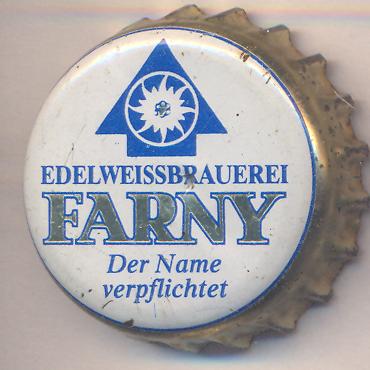 EDELWEISSBRAUEREI
FARNY
Der Name
verpflichtet